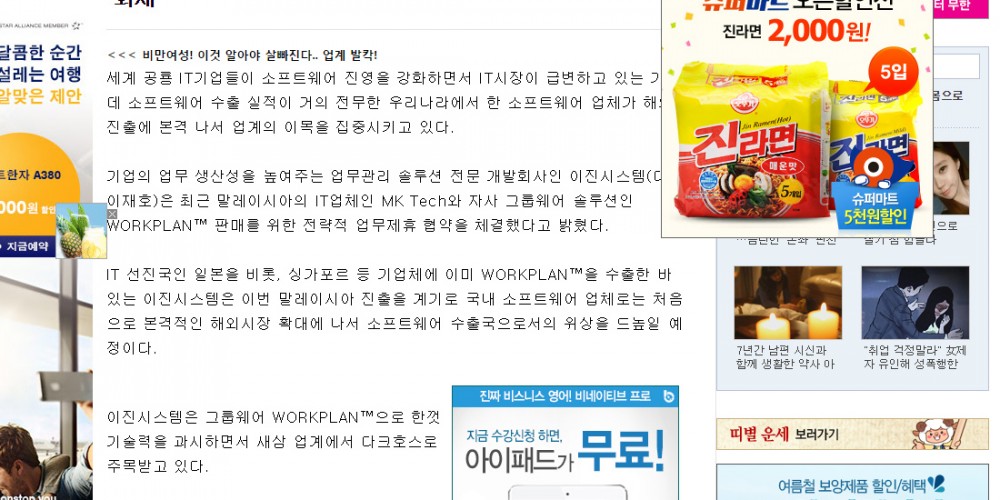 STAR ALLIANCE MEMBER
달콤한 순간
설레는 여행
알맞은 제안
트한자 A380
000원
지금예약
<<< 비만여성! 이것 알아야 살빠진다.. 업계 발칵!
세계 공룡 IT기업들이 소프트웨어 진영을 강화하면서 IT시장이 급변하고 있는
데 소프트웨어 수출 실적이 거의 전무한 우리나라에서 한 소프트웨어 업체가
진출에 본격 나서 업계의 이목을 집중시키고 있다.
기업의 업무 생산성을 높여주는 업무관리 솔루션 전문 개발회사인 이진시스템(
이재호)은 최근 말레이시아의 IT업체인 MK Tech와 자사 그룹웨어 솔루션인
WORKPLAN™ 판매를 위한 전략적 업무제휴 협약을 체결했다고 밝혔다.
IT 선진국인 일본을 비롯, 싱가포르 등 기업체에 이미 WORKPLAN™을 수출한 바
있는 이진시스템은 이번 말레이시아 진출을 계기로 국내 소프트웨어 업체로는 처음
으로 본격적인 해외시장 확대에 나서 소프트웨어 수출국으로서의 위상을 드높일 예
정이다.
이진시스템은 그룹웨어 WORKPLAN™으로 한껏
기술력을 과시하면서 새삼 업계에서 다크호스로
주목받고 있다.
진짜 비즈니스 영어! 비네이티브 프로
지금 수강신청 하면,
아이패드가 무료!
진라면 2,000원!
5입
오뚜기
Jin Ramen(Hot)
진라면
매운맛
5개입
Jin Ramen(Mild)
진라면
슈퍼마트
5천원할인
터 무한
7년간 남편 시신과
함께 생활한 약사 아
"취업 걱정말라" 女제
자 유인해 성폭행한
띠별 운세 보러가기
여름철 보양제품 할인/혜택